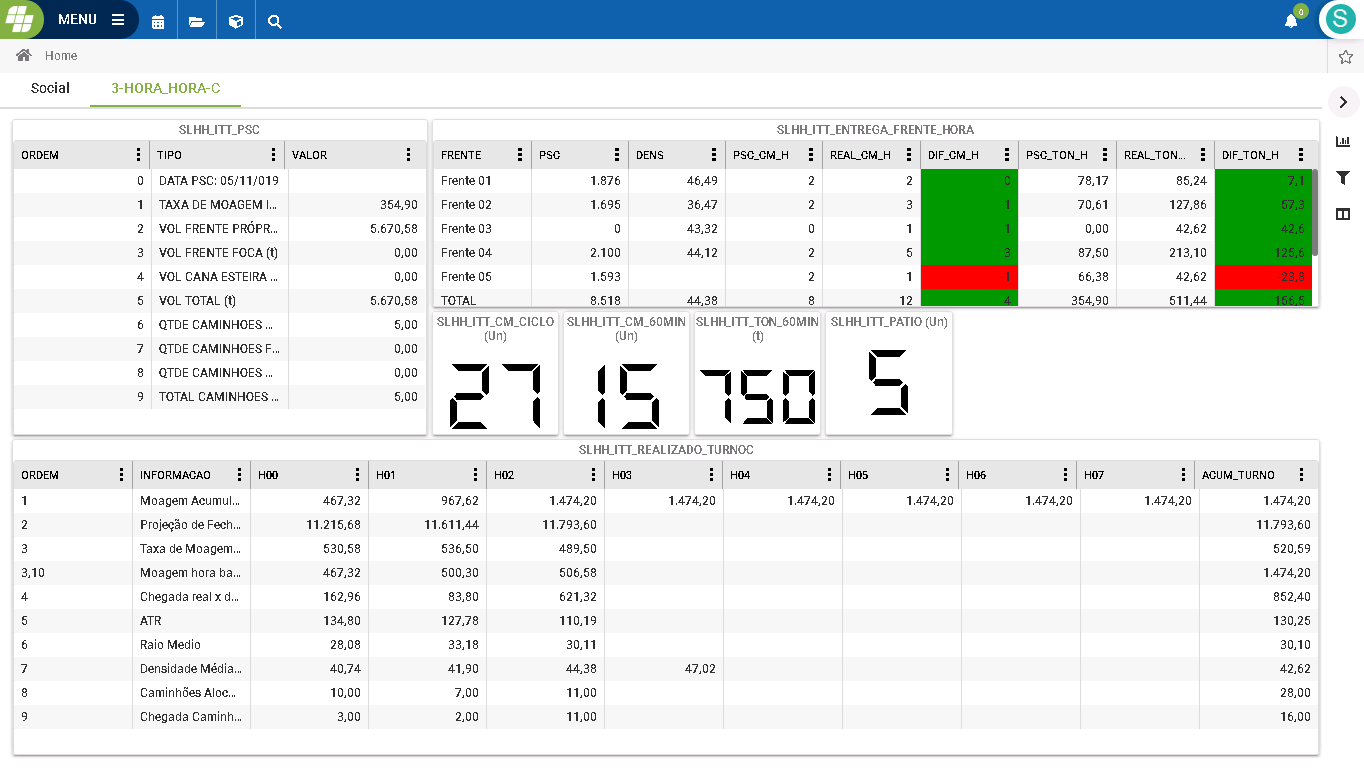 MENU
0
S
Home
Social 3-HORA_HORA-C
SLHH_ITT_PSC
ORDEM TIPO VALOR
0 DATA PSC: 05/11/019
1 TAXA DE MOAGEM I... 354,90
2 VOL FRENTE PRÓPR... 5.670,58
3 VOL FRENTE FOCA (t) 0,00
4 VOL CANA ESTEIRA ... 0,00
5 VOL TOTAL (t) 5.670,58
6 QTDE CAMINHOES ... 5,00
7 QTDE CAMINHOES F... 0,00
8 QTDE CAMINHOES ... 0,00
9 TOTAL CAMINHOES ... 5,00
SLHH_ITT_ENTREGA_FRENTE_HORA
FRENTE PSC DENS PSC_CM_H REAL_CM_H DIF_CM_H PSC_TON_H REAL_TON... DIF_TON_H
Frente 01 1.876 46,49 2 2 0 78,17 85,24 7,1
Frente 02 1.695 36,47 2 3 1 70,61 127,86 57,3
Frente 03 0 43,32 0 1 1 0,00 42,62 42,6
Frente 04 2.100 44,12 2 5 3 87,50 213,10 125,6
Frente 05 1.593 2 1 -1 66,38 42,62 -23,8
TOTAL 8.518 44,38 8 12 4 354,90 511,44 156,5
SLHH_ITT_CM_CICLO
(Un)
27
SLHH_ITT_CM_60MIN
(Un)
15
SLHH_ITT_TON_60MIN
(t)
750
SLHH_ITT_PATIO (Un)
5
SLHH_ITT_REALIZADO_TURNOC
ORDEM INFORMACAO H00 H01 H02 H03 H04 H05 H06 H07 ACUM_TURNO
1 Moagem Acumul... 467,32 967,62 1.474,20 1.474,20 1.474,20 1.474,20 1.474,20 1.474,20 1.474,20
2 Projeção de Fech... 11.215,68 11.611,44 11.793,60 11.793,60
3 Taxa de Moagem... 530,58 536,50 489,50 520,59
3,10 Moagem hora ba... 467,32 500,30 506,58 1.474,20
4 Chegada real x d... 162,96 83,80 621,32 852,40
5 ATR 134,80 127,78 110,19 130,25
6 Raio Medio 28,08 33,18 30,11 30,10
7 Densidade Média... 40,74 41,90 44,38 47,02 42,62
8 Caminhões Aloc... 10,00 7,00 11,00 28,00
9 Chegada Caminh... 3,00 2,00 11,00 16,00